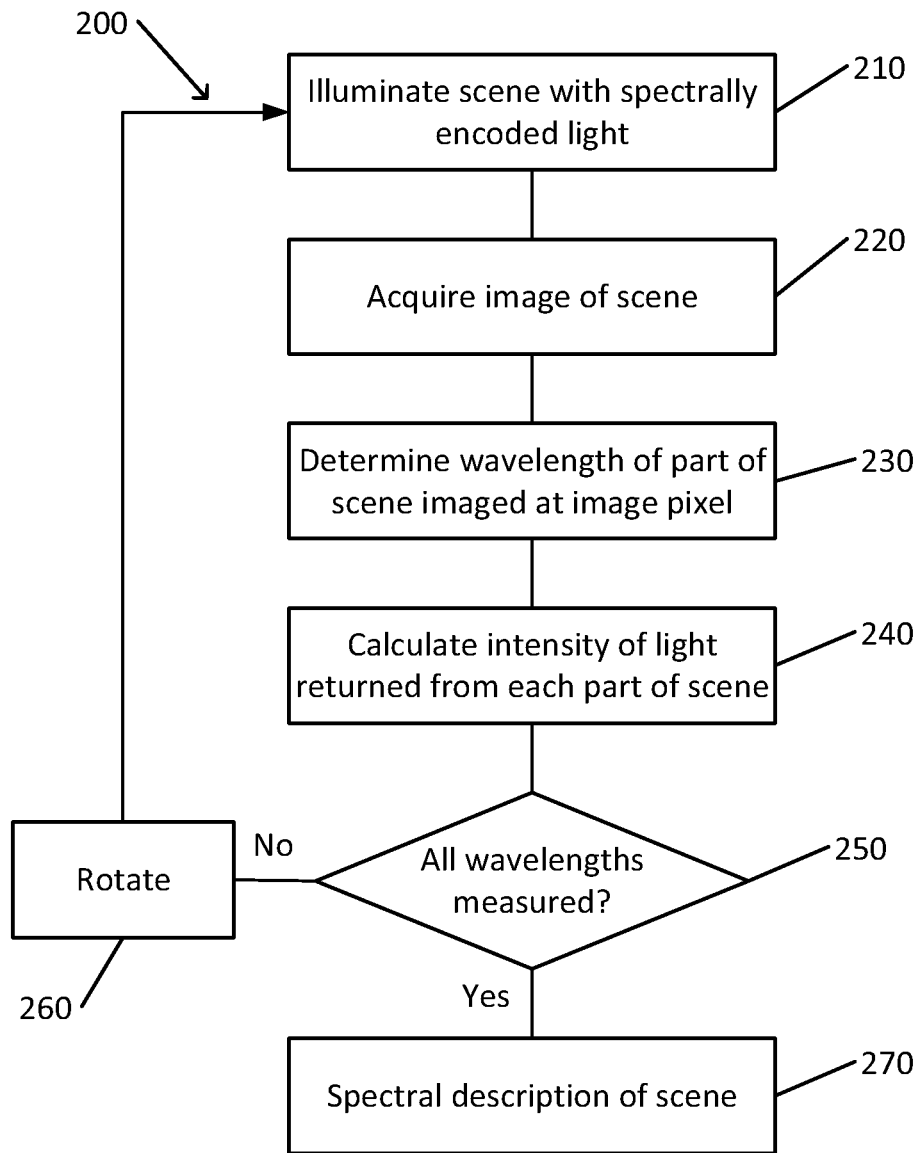 200
Illuminate scene with spectrally
encoded light
210
Acquire image of scene
220
Determine wavelength of part of
scene imaged at image pixel
230
Calculate intensity of light
returned from each part of scene
240
All wavelengths
measured?
250
No
Rotate
260
Yes
Spectral description of scene
270